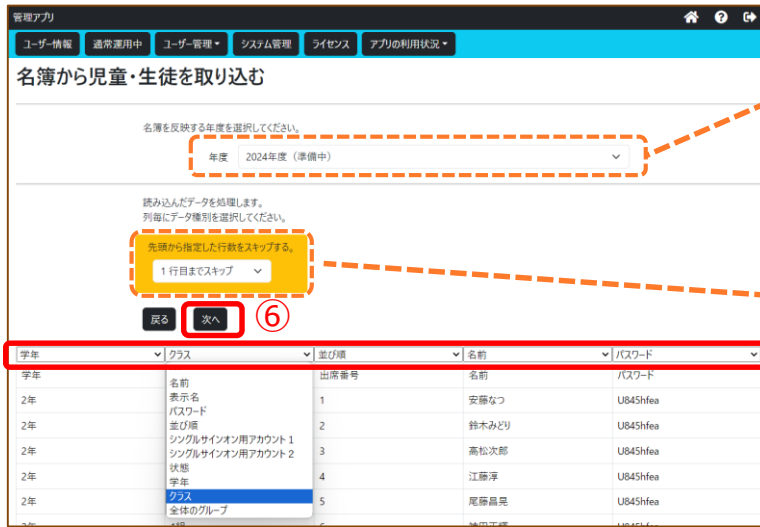 管理アプリ
ユーザー情報 通常運用中 ユーザー管理 システム管理 ライセンス アプリの利用状況
名簿から児童・生徒を取り込む
名簿を反映する年度を選択してください。
年度 2024年度（準備中）
読み込んだデータを処理します。
列毎にデータ種別を選択してください。
先頭から指定した行数をスキップする。
1 行目までスキップ
戻る 次へ ⑥
学年 クラス 並び順 名前 パスワード
学年 出席番号 名前 パスワード
名前
表示名
パスワード
並び順
シングルサインオン用アカウント 1
シングルサインオン用アカウント 2
状態
学年
クラス
全体のグループ
2年 1 安藤なつ U845hfea
2年 2 鈴木みどり U845hfea
2年 3 高松次郎 U845hfea
2年 4 江藤淳 U845hfea
2年 5 尾藤昌晃 U845hfea